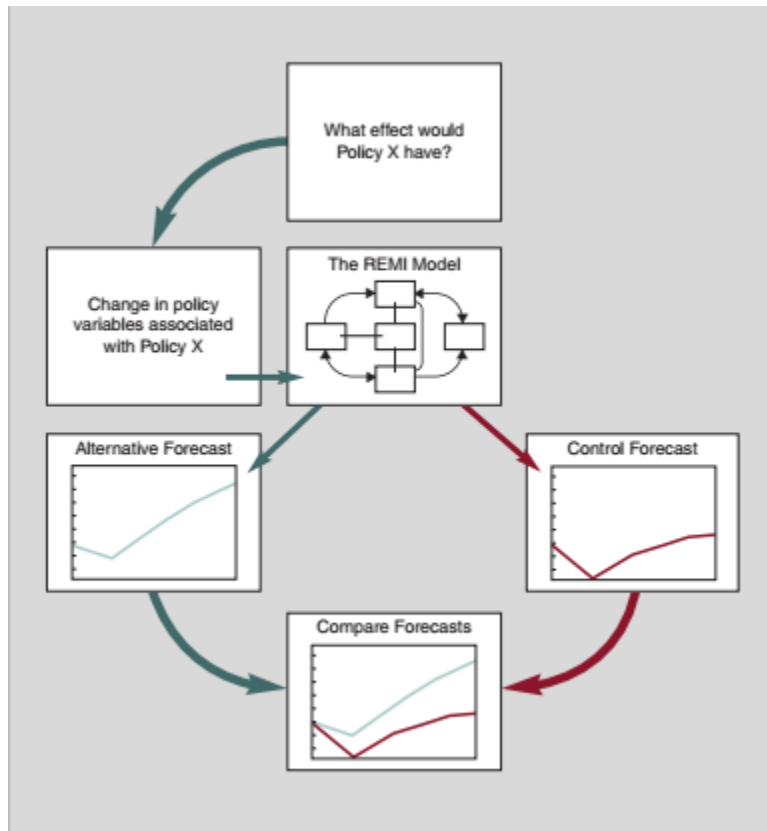 What effect would
Policy X have?
Change in policy
variables associated
with Policy X
The REMI Model
Alternative Forecast
Control Forecast
Compare Forecasts